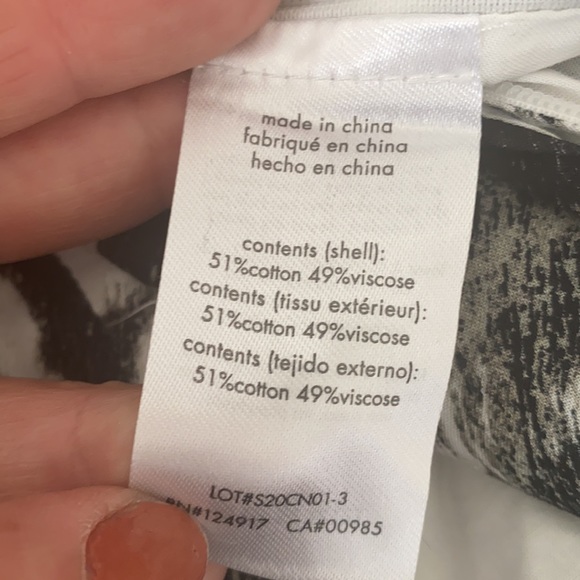 made in china
fabriqué en china
hecho en china
contents (shell):
51%cotton 49%viscose
contents (tissu extérieur):
51%cotton 49%viscose
contents (tejido externo):
51%cotton 49%viscose
LOT#S20CN01-3
RN#124917 CA#00985